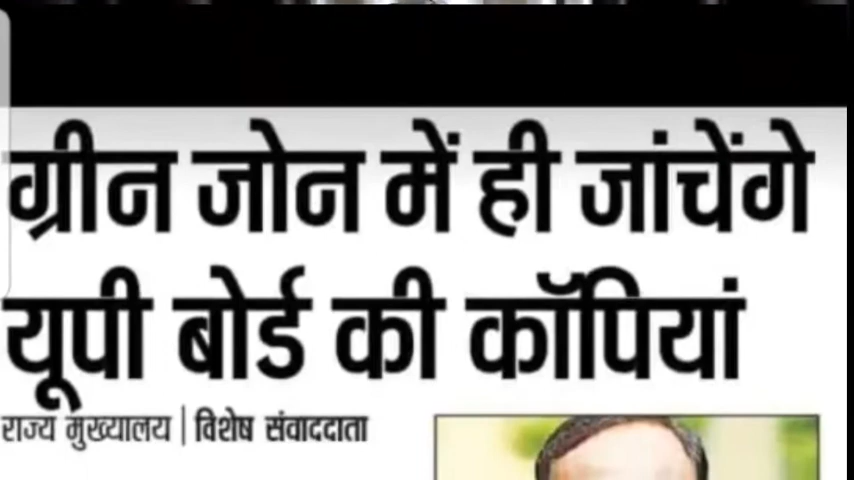 ग्रीन जोन में ही जांचेंगे
यूपी बोर्ड की कॉपियां
राज्य मुख्यालय | विशेष संवाददाता